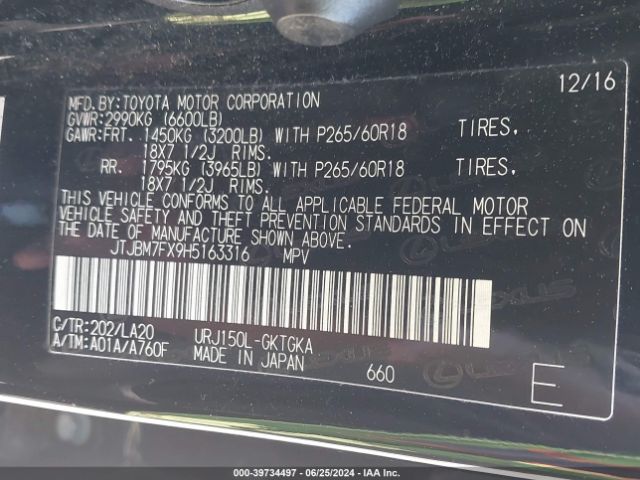 12/16
MFD. BY: TOYOTA MOTOR CORPORATION
GVWR: 2990KG (6600LB)
GAWR: FRT. 1450KG (3200LB) WITH P265/60R18 TIRES,
18X7 1/2J RIMS.
RR. 1795KG (3965LB) WITH P265/60R18 TIRES,
18X7 1/2J RIMS.
THIS VEHICLE CONFORMS TO ALL APPLICABLE FEDERAL MOTOR
VEHICLE SAFETY AND THEFT PREVENTION STANDARDS IN EFFECT ON
THE DATE OF MANUFACTURE SHOWN ABOVE.
JTJBM7FX9H5163316 MPV
C/TR: 202/LA20 URJ150L-GKTGKA
A/TM: A01A/A760F MADE IN JAPAN
660 E
LEXUS
000-39734497 - 06/25/2024 - IAA Inc.